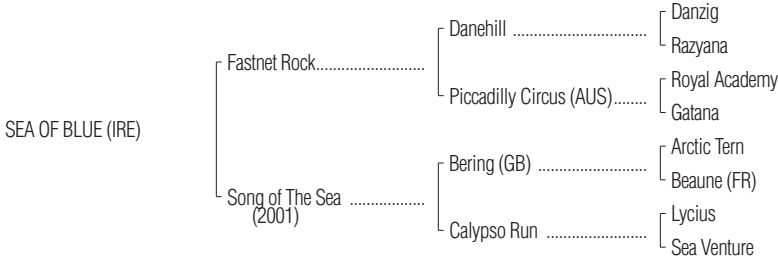 Danzig
Danehill ................................
Razyana
Fastnet Rock..........................
Royal Academy
Piccadilly Circus (AUS)........
Gatana
SEA OF BLUE (IRE)
Arctic Tern
Bering (GB) ..........................
Beaune (FR)
Song of The Sea ..................
(2001)
Lycius
Calypso Run ........................
Sea Venture